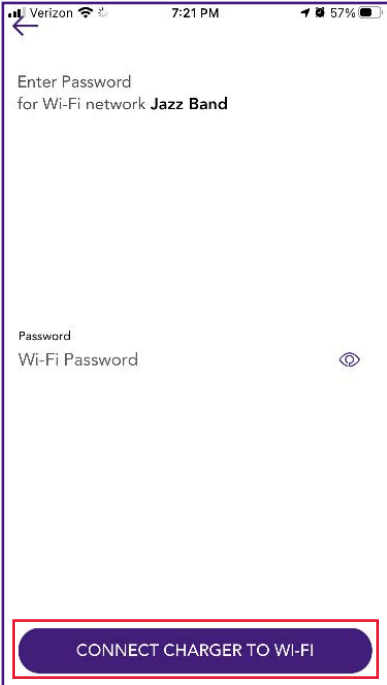 Verizon 7:21 PM 57%
Enter Password
for Wi-Fi network Jazz Band
Password
Wi-Fi Password
CONNECT CHARGER TO WI-FI